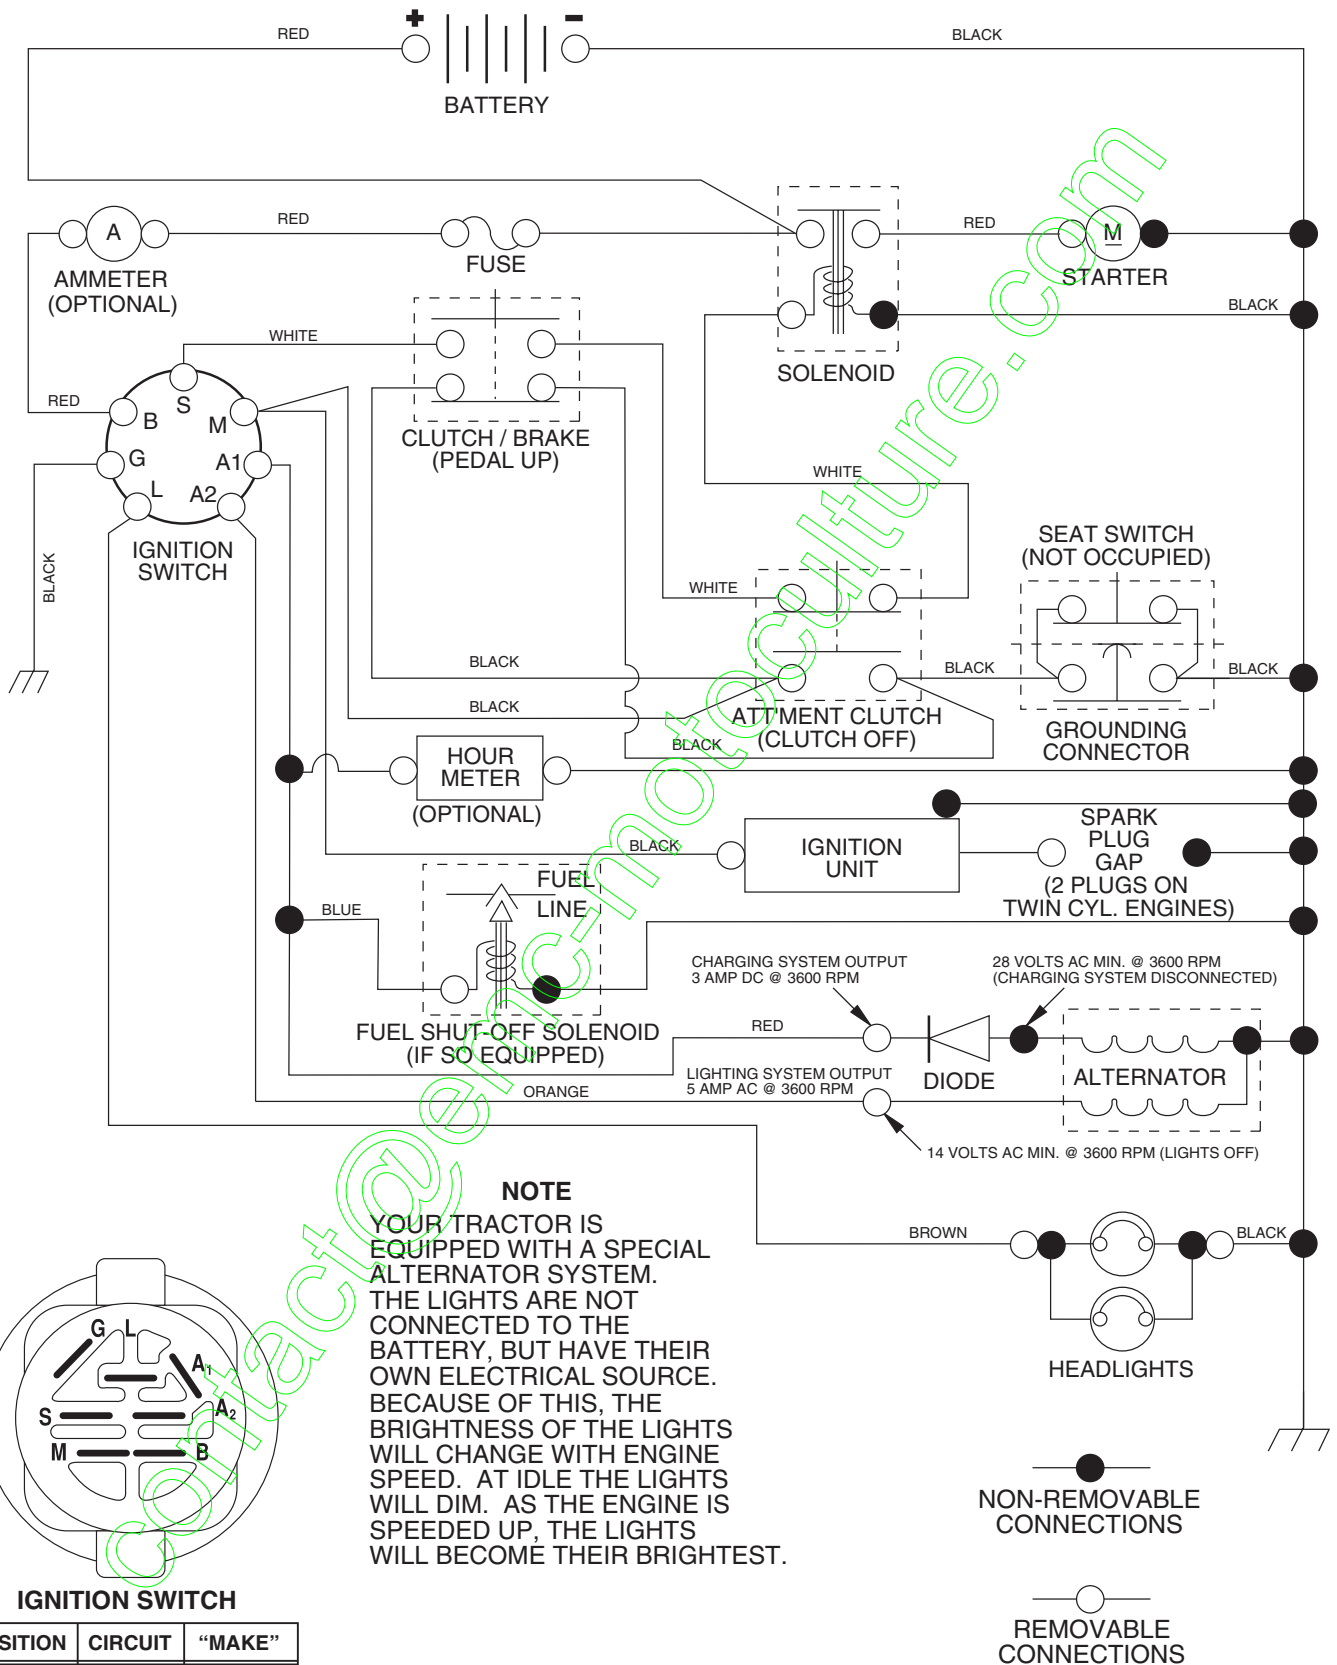 + -
RED
BLACK
BATTERY
A
RED
FUSE
RED
M
STARTER
AMMETER
(OPTIONAL)
BLACK
WHITE
SOLENOID
RED
S
B
M
G
A1
L
A2
CLUTCH / BRAKE
(PEDAL UP)
WHITE
IGNITION
SWITCH
BLACK
SEAT SWITCH
(NOT OCCUPIED)
WHITE
BLACK
BLACK
BLACK
BLACK
ATT'MENT CLUTCH
(CLUTCH OFF)
BLACK
GROUNDING
CONNECTOR
HOUR
METER
(OPTIONAL)
BLACK
IGNITION
UNIT
SPARK
PLUG
GAP
(2 PLUGS ON
TWIN CYL. ENGINES)
FUEL
LINE
BLUE
FUEL SHUT-OFF SOLENOID
(IF SO EQUIPPED)
CHARGING SYSTEM OUTPUT
3 AMP DC @ 3600 RPM
28 VOLTS AC MIN. @ 3600 RPM
(CHARGING SYSTEM DISCONNECTED)
RED
DIODE
ALTERNATOR
LIGHTING SYSTEM OUTPUT
5 AMP AC @ 3600 RPM
ORANGE
14 VOLTS AC MIN. @ 3600 RPM (LIGHTS OFF)
NOTE
YOUR TRACTOR IS
EQUIPPED WITH A SPECIAL
ALTERNATOR SYSTEM.
THE LIGHTS ARE NOT
CONNECTED TO THE
BATTERY, BUT HAVE THEIR
OWN ELECTRICAL SOURCE.
BECAUSE OF THIS, THE
BRIGHTNESS OF THE LIGHTS
WILL CHANGE WITH ENGINE
SPEED. AT IDLE THE LIGHTS
WILL DIM. AS THE ENGINE IS
SPEEDED UP, THE LIGHTS
WILL BECOME THEIR BRIGHTEST.
BROWN
BLACK
HEADLIGHTS
G L
A1
S
A2
M
B
IGNITION SWITCH
SITION CIRCUIT "MAKE"
NON-REMOVABLE
CONNECTIONS
REMOVABLE
CONNECTIONS
contact@emc-motoculture.com